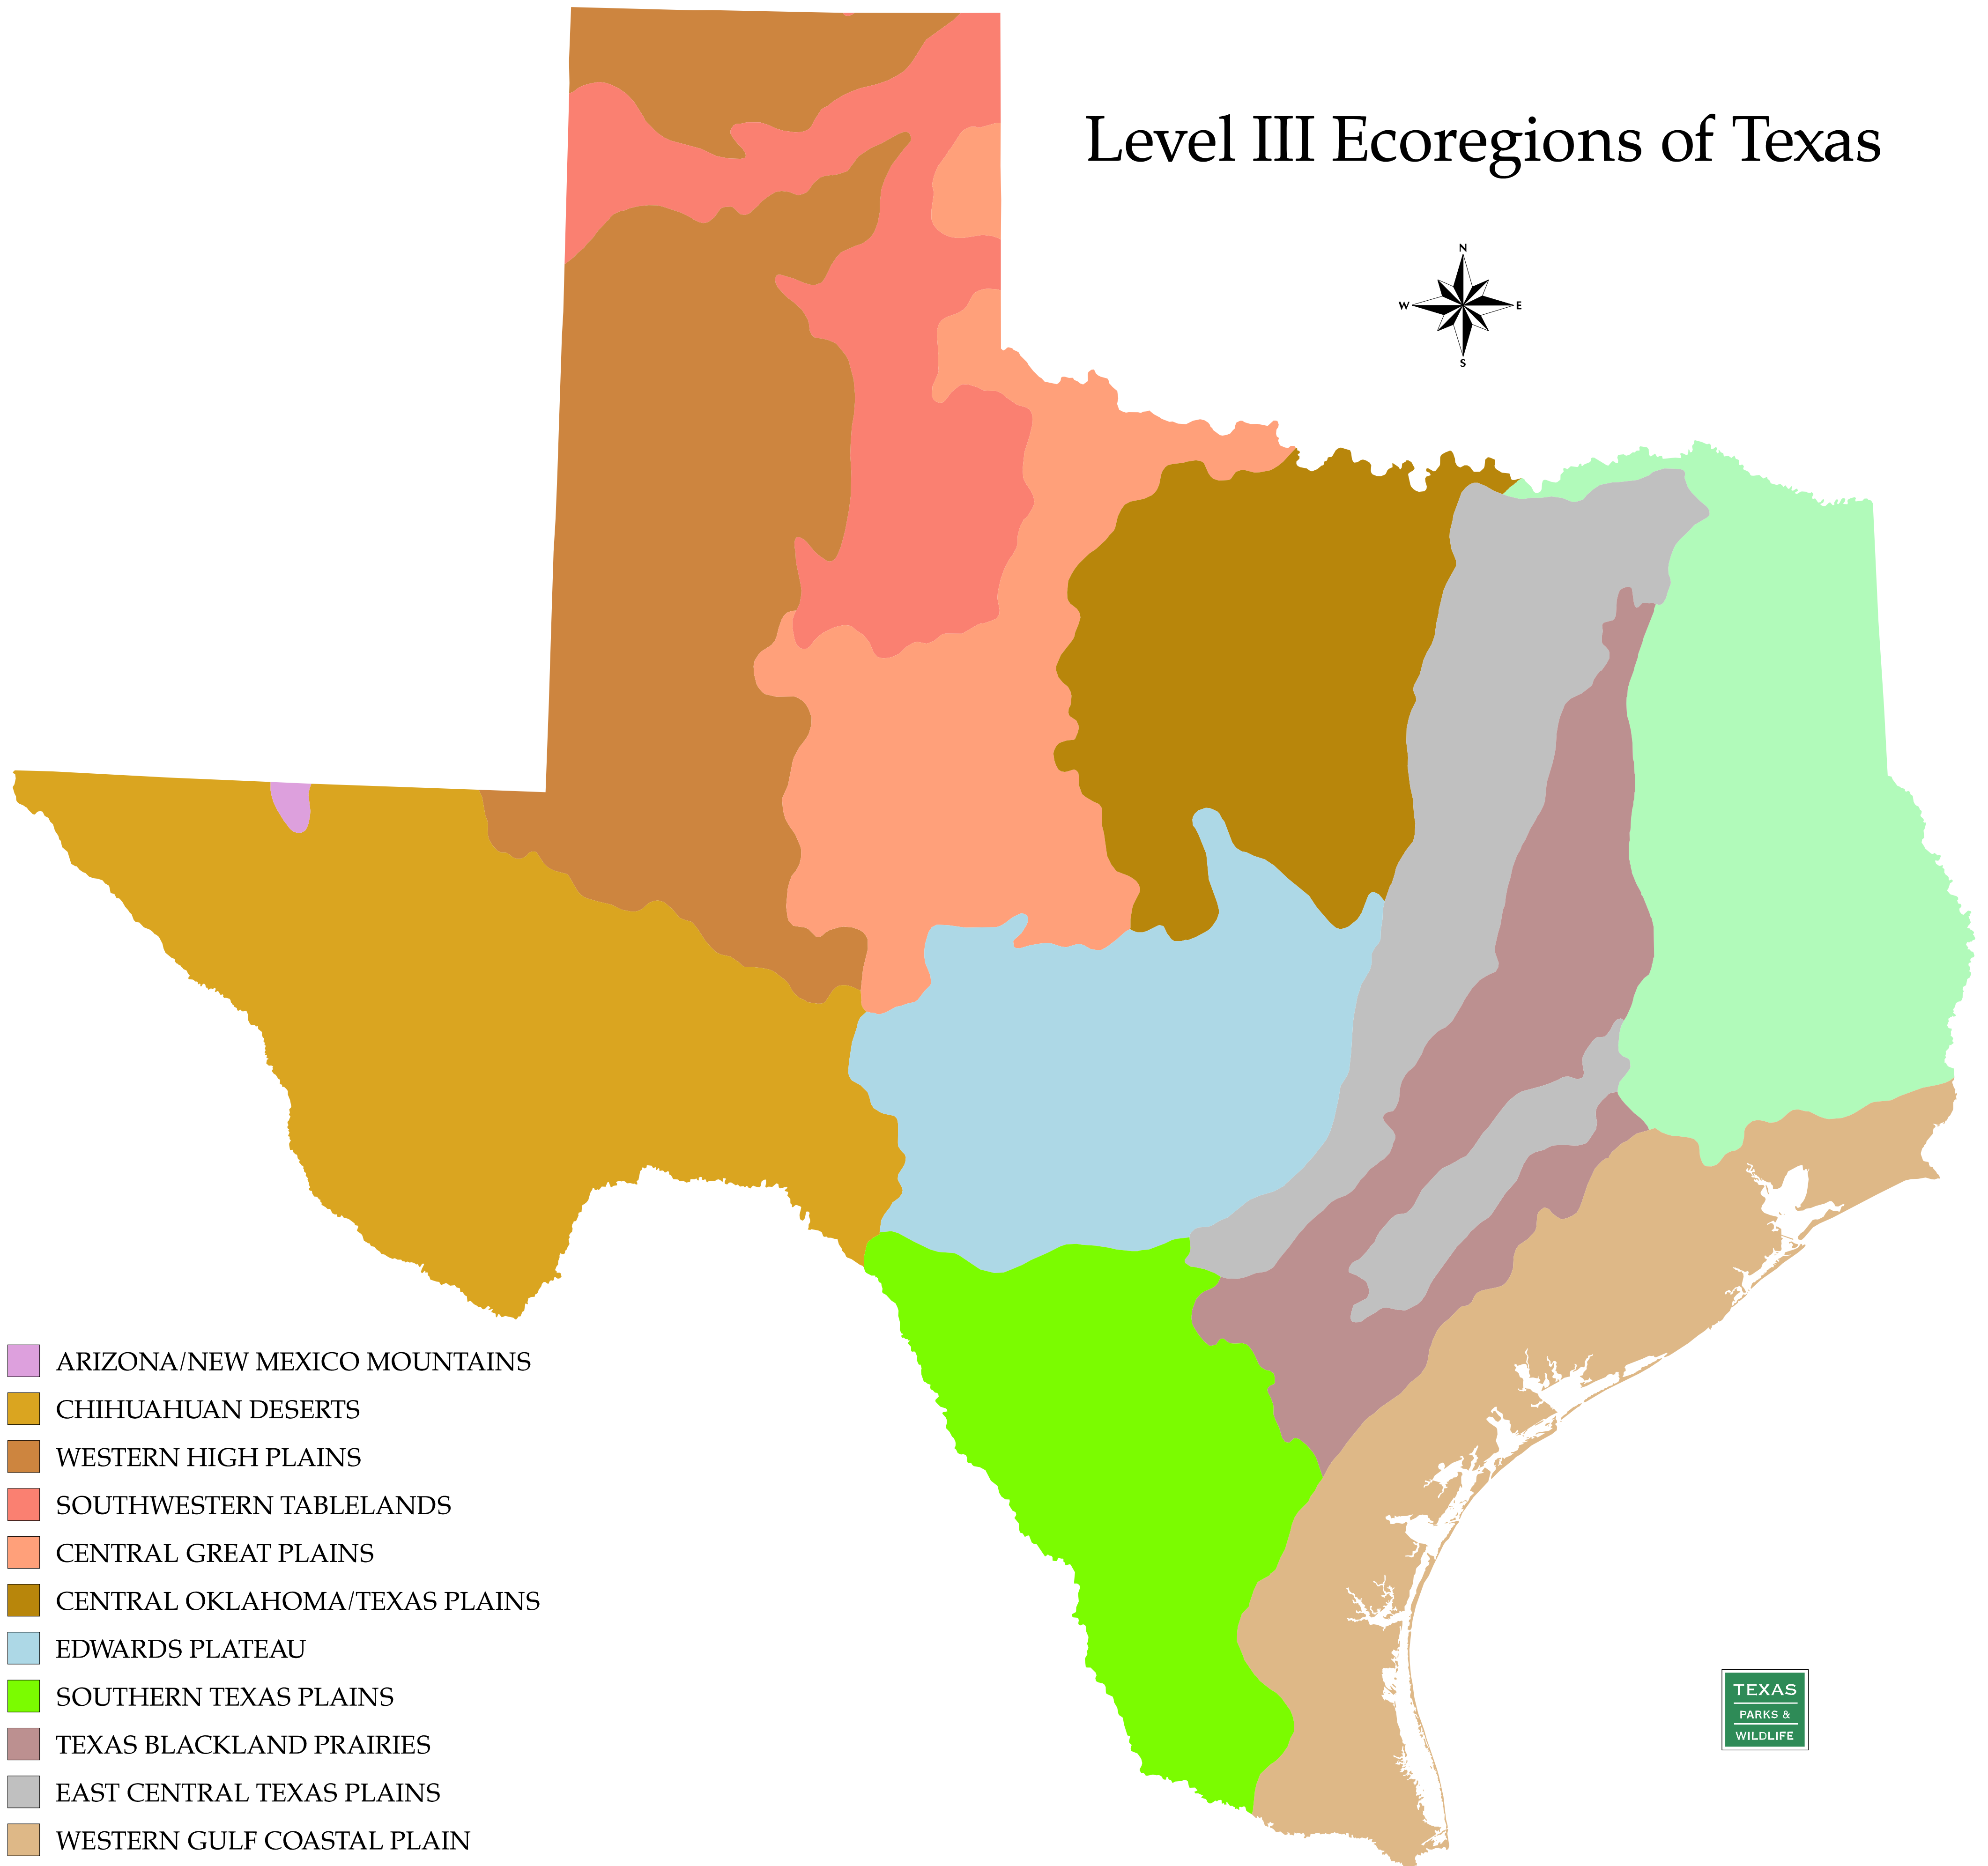 Level III Ecoregions of Texas
N
W E
S
ARIZONA/NEW MEXICO MOUNTAINS
CHIHUAHUAN DESERTS
WESTERN HIGH PLAINS
SOUTHWESTERN TABLELANDS
CENTRAL GREAT PLAINS
CENTRAL OKLAHOMA/TEXAS PLAINS
EDWARDS PLATEAU
SOUTHERN TEXAS PLAINS
TEXAS BLACKLAND PRAIRIES
EAST CENTRAL TEXAS PLAINS
WESTERN GULF COASTAL PLAIN
TEXAS
PARKS &
WILDLIFE